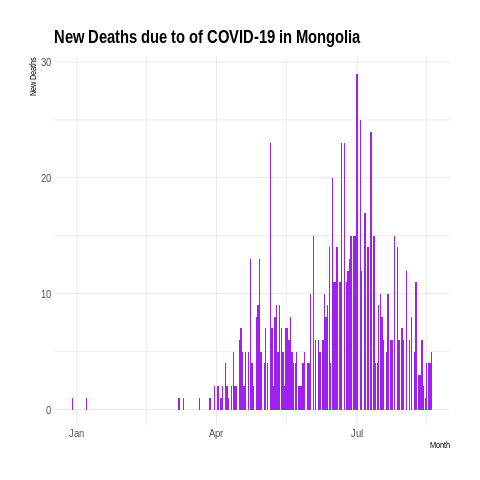 New Deaths due to of COVID-19 in Mongolia
New Deaths
30
20
10
0
Jan
Apr
Jul
Month